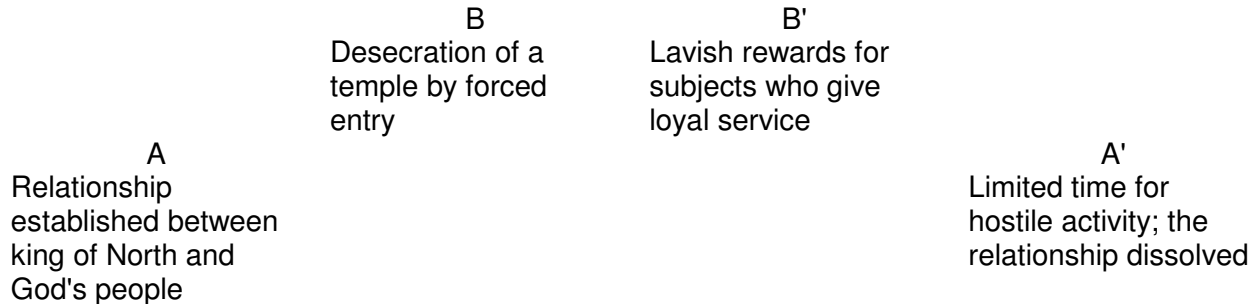 B
Desecration of a
temple by forced
entry
B'
Lavish rewards for
subjects who give
loyal service
A
Relationship
established between
king of North and
God's people
A'
Limited time for
hostile activity; the
relationship dissolved